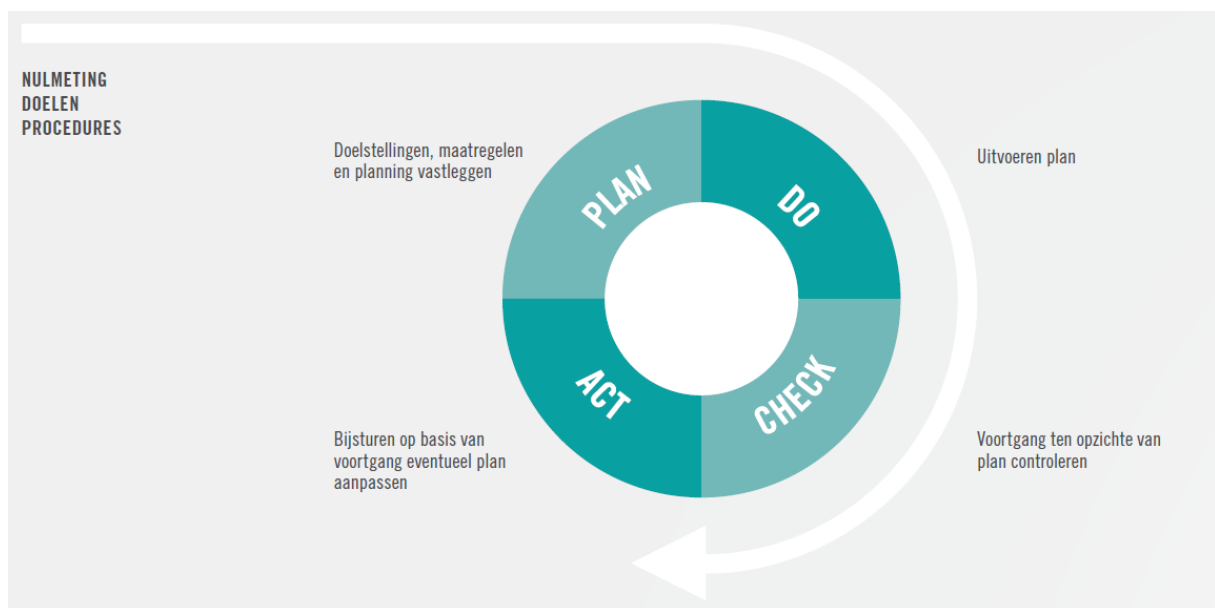 NULMETING
DOELEN
PROCEDURES
Doelstellingen, maatregelen
en planning vastleggen
PLAN
DO
Uitvoeren plan
Bijsturen op basis van
voortgang eventueel plan
aanpassen
ACT
CHECK
Voortgang ten opzichte van
plan controleren